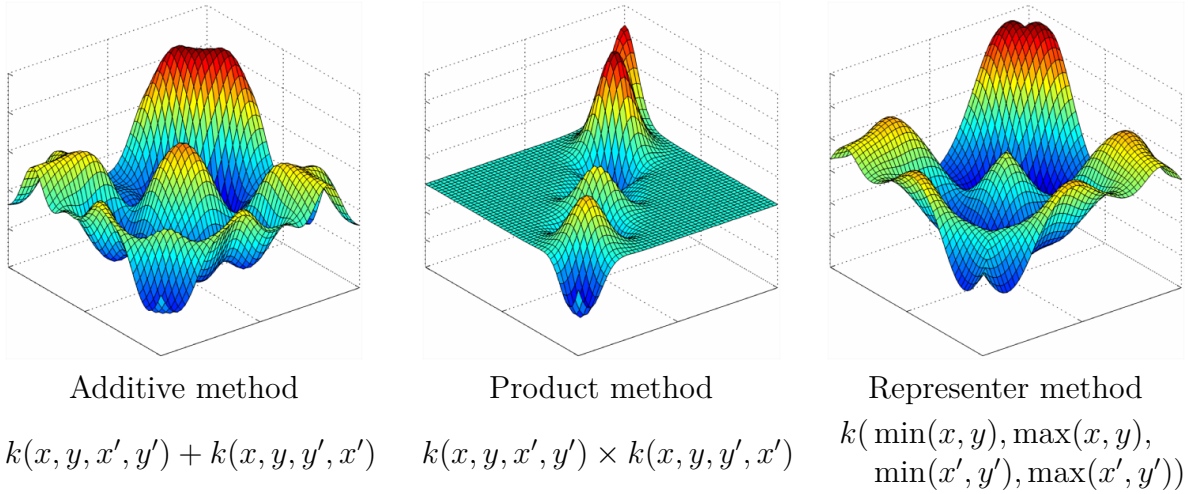 Additive method
Product method
Representer method
k(x, y, x′, y′) + k(x, y, y′, x′)
k(x, y, x′, y′) × k(x, y, y′, x′)
k( min(x, y), max(x, y),
min(x′, y′), max(x′, y′))